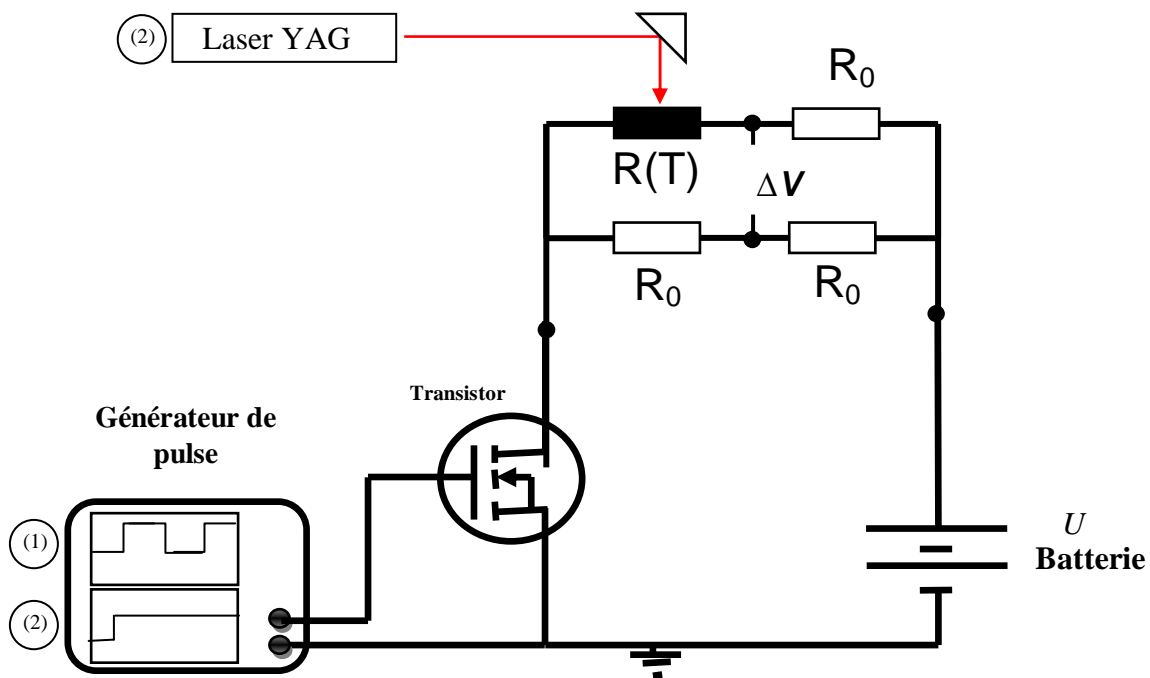 (2) Laser YAG
R₀
R(T)
ΔV
R₀ R₀
Transistor
Générateur de
pulse
(1)
(2)
U
Batterie